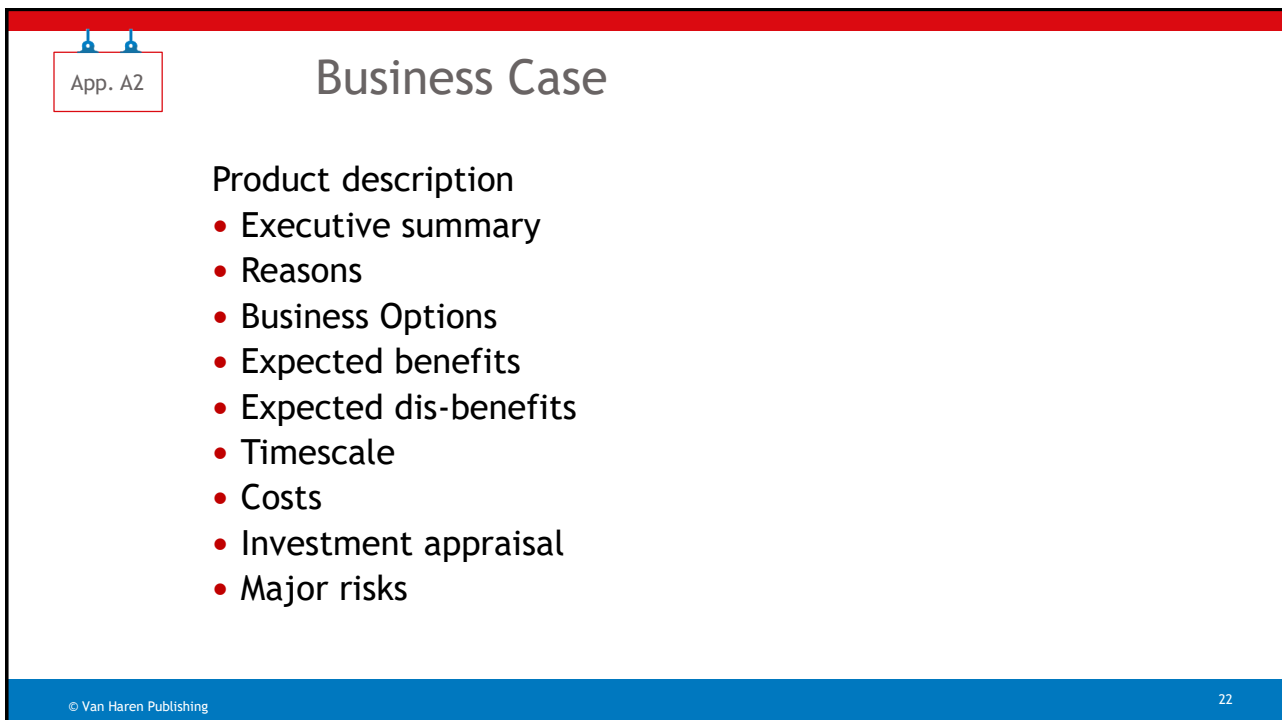 App. A2
Business Case
Product description
• Executive summary
• Reasons
• Business Options
• Expected benefits
• Expected dis-benefits
• Timescale
• Costs
• Investment appraisal
• Major risks
© Van Haren Publishing
22